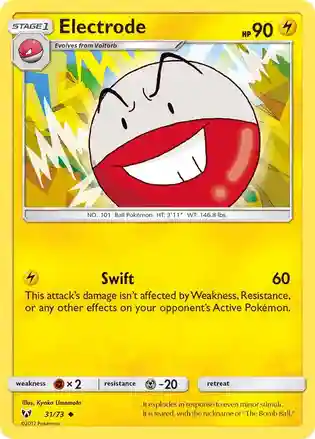 STAGE1 Electrode HP 90
Evolves from Voltorb
NO. 101 Ball Pokémon HT: 3'11" WT: 146.8 lbs.
Swift 60
This attack's damage isn't affected by Weakness, Resistance,
or any other effects on your opponent's Active Pokémon.
weakness ×2 resistance -20 retreat
Illus. Kyoko Umemoto
31/73
It explodes in response to even minor stimuli.
It is feared, with the nickname of "The Bomb Ball."
©2017 Pokémon